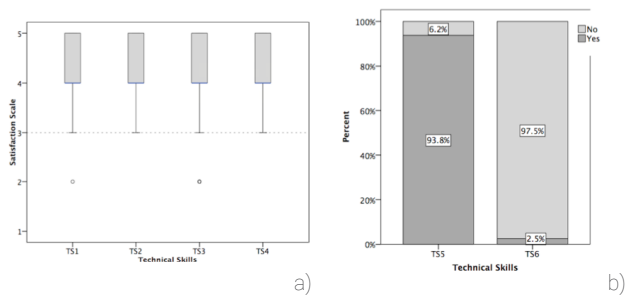 5
4
3
2
1
Satisfaction Scale
TS1 TS2 TS3 TS4
Technical Skills
a)
100%
80%
60%
40%
20%
0%
Percent
6.2%
93.8%
97.5%
2.5%
No
Yes
TS5 TS6
Technical Skills
b)